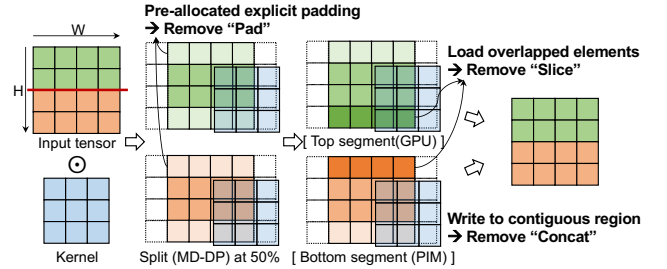 Pre-allocated explicit padding
→ Remove “Pad”
W
H
Input tensor
Kernel
Split (MD-DP) at 50%
[ Top segment(GPU) ]
[ Bottom segment (PIM) ]
Load overlapped elements
→ Remove “Slice”
Write to contiguous region
→ Remove “Concat”